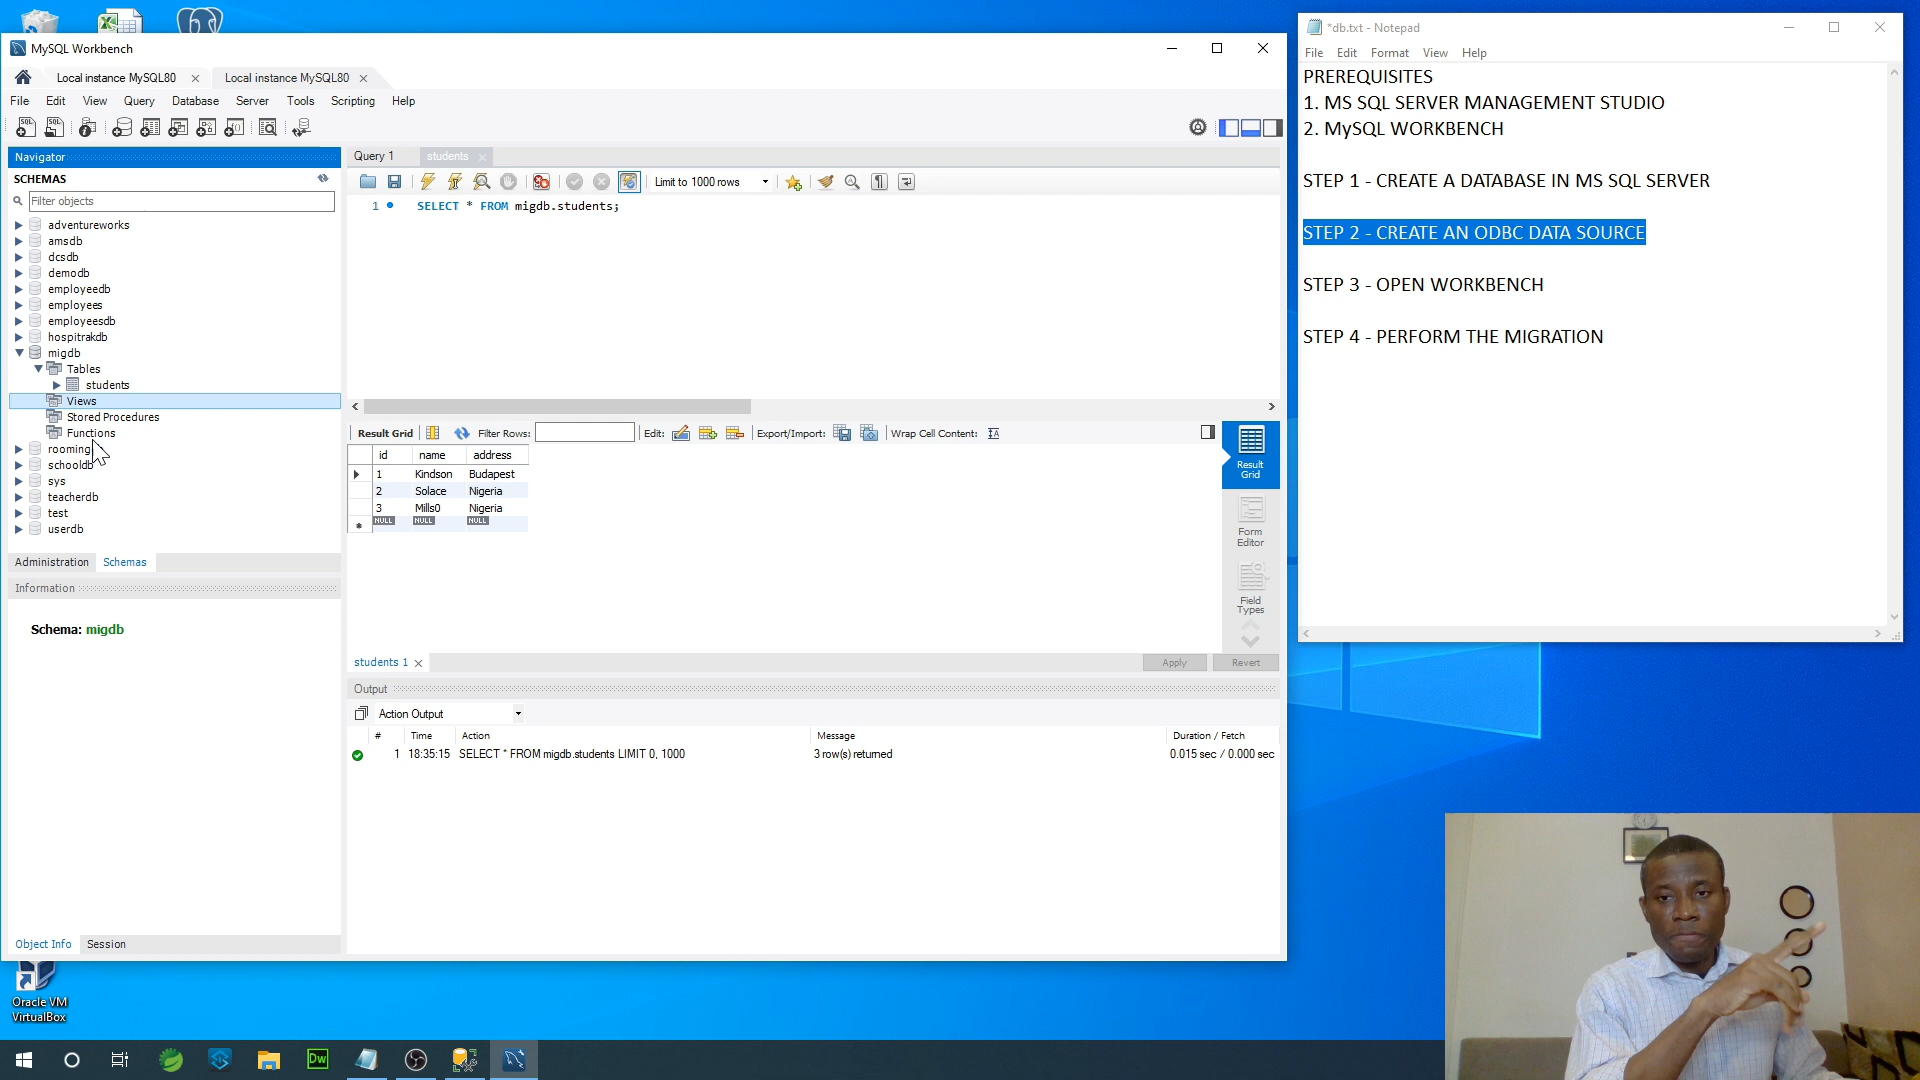 MySQL Workbench
Local instance MySQL80
Local instance MySQL80
File Edit View Query Database Server Tools Scripting Help
Navigator
SCHEMAS
Filter objects
adventureworks
amsdb
dcsdb
demodb
employeedb
employees
employeesdb
hospitrakdb
migdb
Tables
students
Views
Stored Procedures
Functions
rooming
schooldb
sys
teacherdb
test
userdb
Administration Schemas
Information
Schema: migdb
Object Info Session
Query 1 students
Limit to 1000 rows
1 SELECT * FROM migdb.students;
Result Grid Filter Rows: Edit: Export/Import: Wrap Cell Content:
id name address
1 Kindson Budapest
2 Solace Nigeria
3 Mills0 Nigeria
NULL NULL NULL
Result
Grid
Form
Editor
Field
Types
students 1 Apply Revert
Output
Action Output
# Time Action Message Duration / Fetch
1 18:35:15 SELECT * FROM migdb.students LIMIT 0, 1000 3 row(s) returned 0.015 sec / 0.000 sec
*db.txt - Notepad
File Edit Format View Help
PREREQUISITES
1. MS SQL SERVER MANAGEMENT STUDIO
2. MySQL WORKBENCH
STEP 1 - CREATE A DATABASE IN MS SQL SERVER
STEP 2 - CREATE AN ODBC DATA SOURCE
STEP 3 - OPEN WORKBENCH
STEP 4 - PERFORM THE MIGRATION
Oracle VM
VirtualBox
Dw